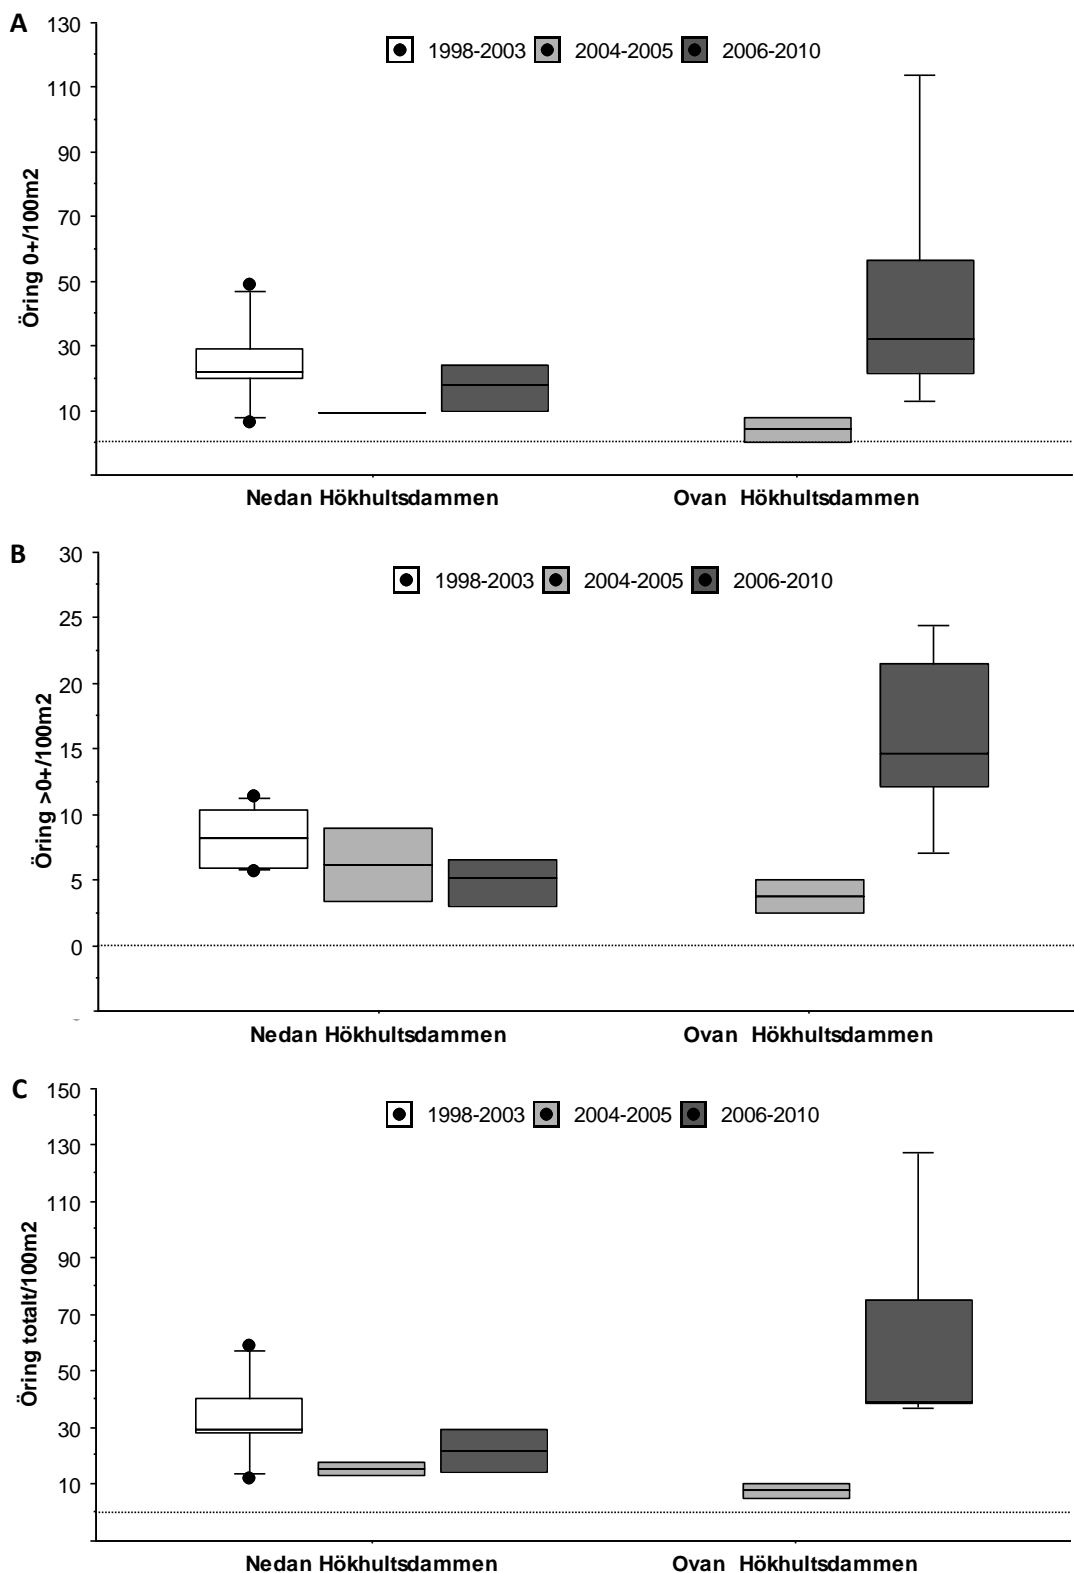 A
130
110
90
70
50
30
10
Öring 0+/100m2
1998-2003 2004-2005 2006-2010
Nedan Hökhultsdammen Ovan Hökhultsdammen
B
30
25
20
15
10
5
0
Öring >0+/100m2
1998-2003 2004-2005 2006-2010
Nedan Hökhultsdammen Ovan Hökhultsdammen
C
150
130
110
90
70
50
30
10
Öring totalt/100m2
1998-2003 2004-2005 2006-2010
Nedan Hökhultsdammen Ovan Hökhultsdammen